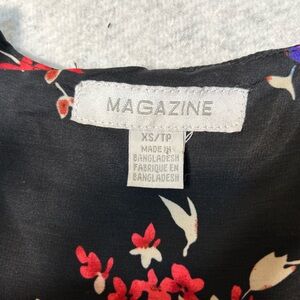 MAGAZINE
XS/TP
MADE IN
BANGLADESH
FABRIQUE EN
BANGLADESH